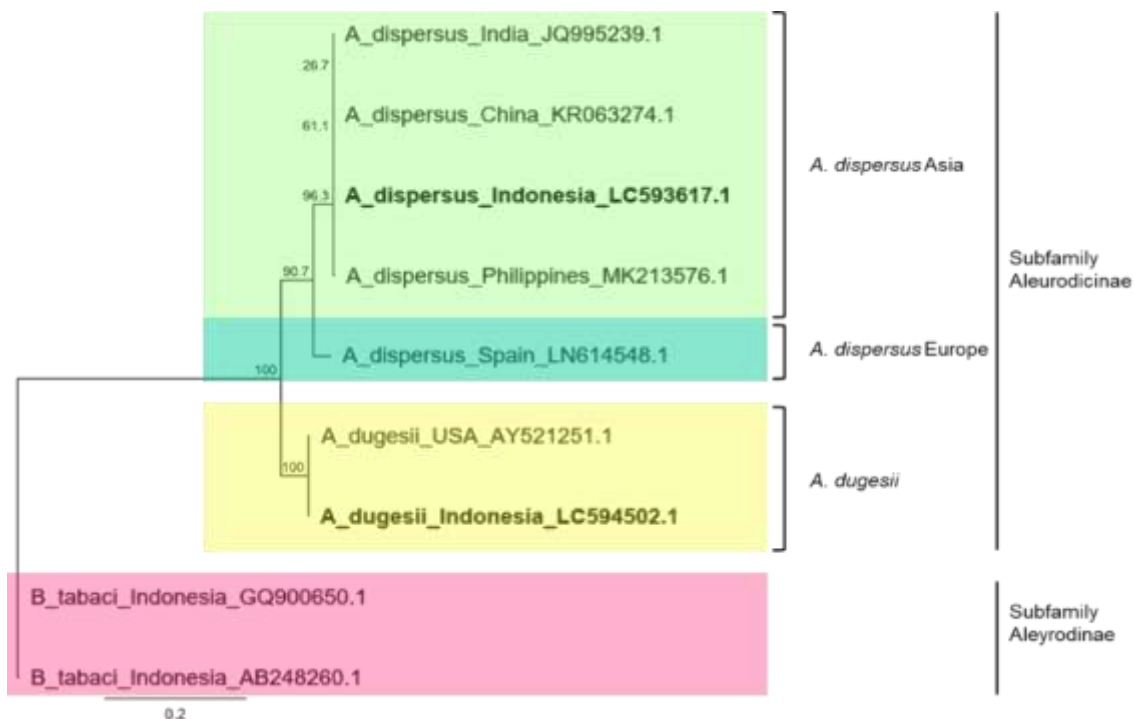 A_dispersus_India_JQ995239.1
26.7
A_dispersus_China_KR063274.1
61.1
A. dispersus Asia
96.3
A_dispersus_Indonesia_LC593617.1
Subfamily
Aleurodicinae
90.7
A_dispersus_Philippines_MK213576.1
A_dispersus_Spain_LN614548.1
A. dispersus Europe
100
A_dugesii_USA_AY521251.1
100
A. dugesii
A_dugesii_Indonesia_LC594502.1
B_tabaci_Indonesia_GQ900650.1
Subfamily
Aleyrodinae
B_tabaci_Indonesia_AB248260.1
0.2